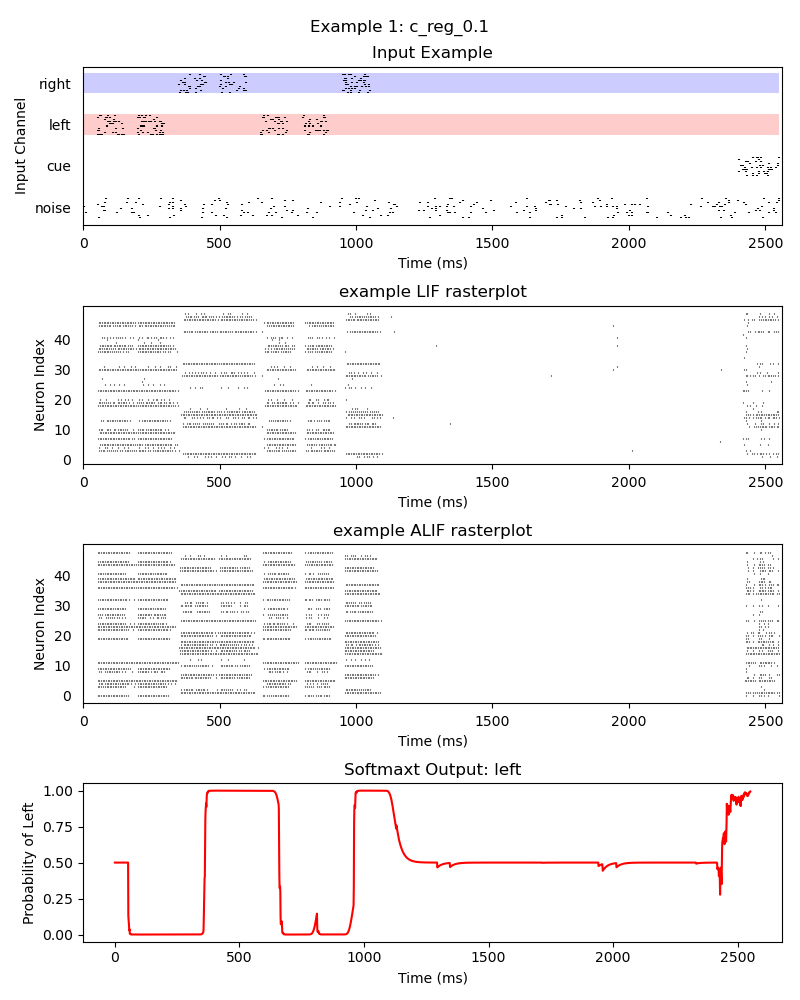 Example 1: c_reg_0.1
Input Example
right
left
cue
noise
Input Channel
0 500 1000 1500 2000 2500
Time (ms)
example LIF rasterplot
40
30
20
10
0
Neuron Index
0 500 1000 1500 2000 2500
Time (ms)
example ALIF rasterplot
40
30
20
10
0
Neuron Index
0 500 1000 1500 2000 2500
Time (ms)
Softmaxt Output: left
1.00
0.75
0.50
0.25
0.00
Probability of Left
0 500 1000 1500 2000 2500
Time (ms)